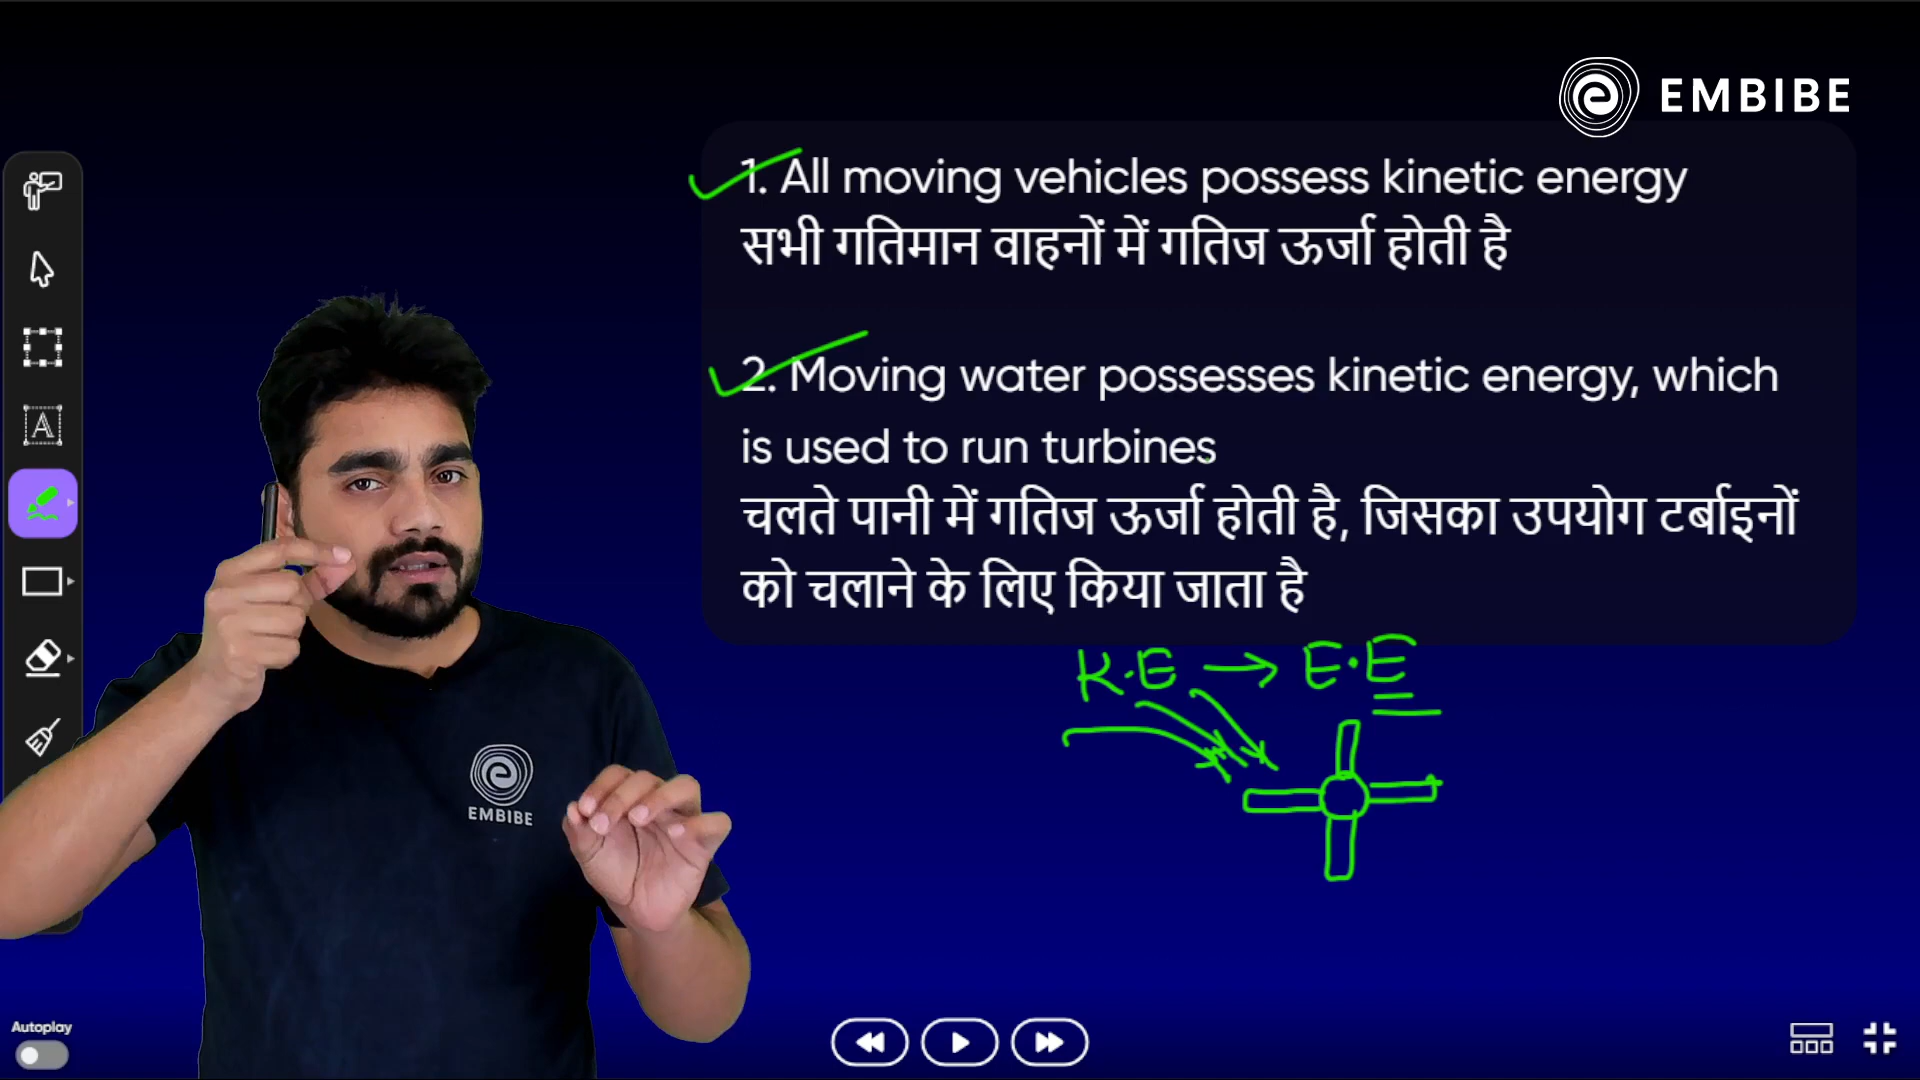 EMBIBE
1. All moving vehicles possess kinetic energy
सभी गतिमान वाहनों में गतिज ऊर्जा होती है
2. Moving water possesses kinetic energy, which
is used to run turbines
चलते पानी में गतिज ऊर्जा होती है, जिसका उपयोग टर्बाइनों
को चलाने के लिए किया जाता है
K.E → E.E
A
EMBIBE
Autoplay